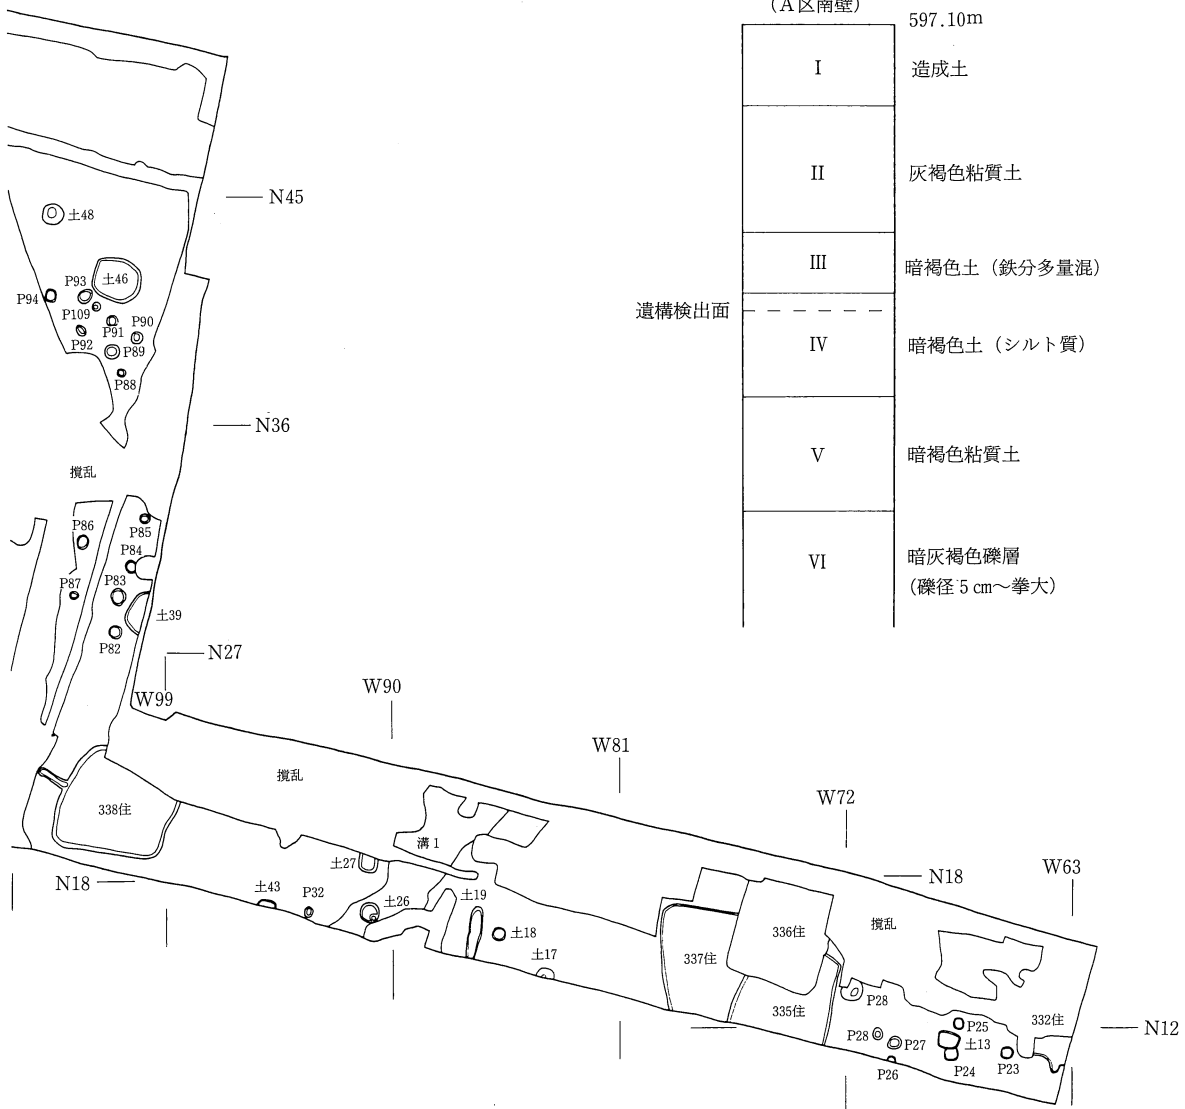 (A区南壁)
597.10m
I
造成土
II
灰褐色粘質土
III
暗褐色土（鉄分多量混）
遺構検出面
IV
暗褐色土（シルト質）
V
暗褐色粘質土
VI
暗灰褐色礫層
(礫径5cm〜拳大)
N45
土48
土46
P93
P94
P109
P91
P90
P92
P89
P88
N36
攪乱
P86
P85
P84
P87
P83
土39
P82
N27
W99
W90
W81
W72
W63
攪乱
338住
溝1
土27
N18
土43
P32
土26
土19
土18
土17
N18
336住
攪乱
337住
335住
P28
332住
P25
P28
P27
土13
N12
P26
P24
P23